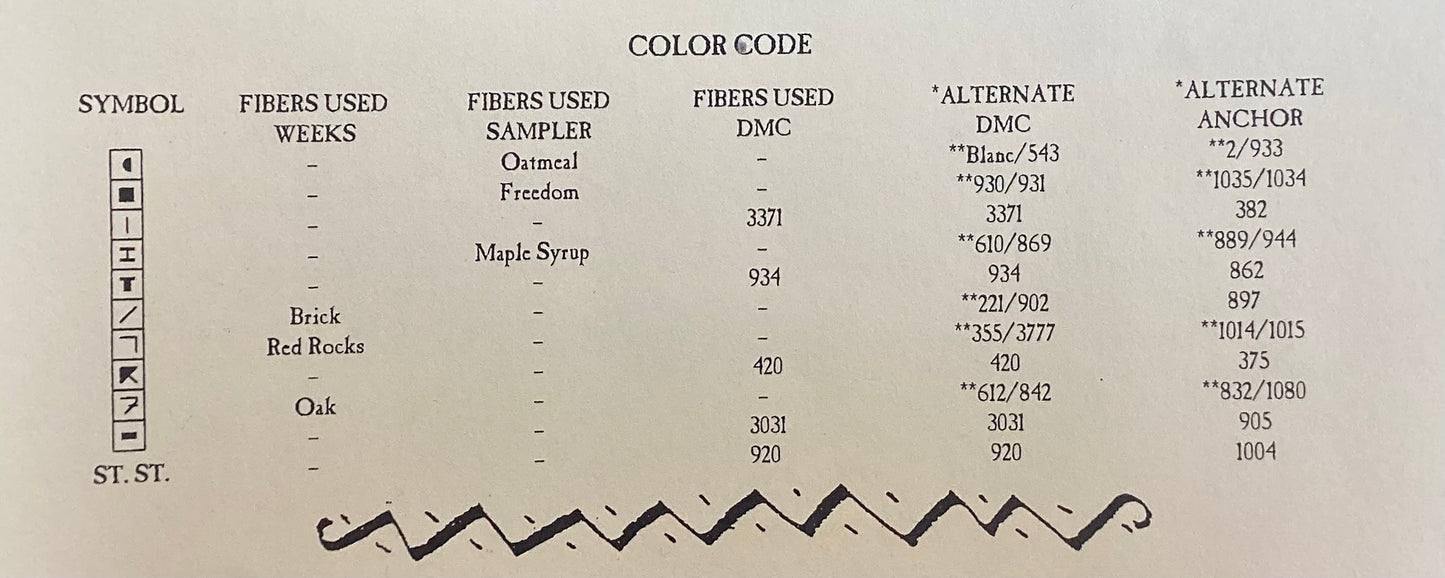 COLOR CODE
SYMBOL FIBERS USED WEEKS FIBERS USED SAMPLER FIBERS USED DMC *ALTERNATE DMC *ALTERNATE ANCHOR
– Oatmeal – **Blanc/543 **2/933
– Freedom – **930/931 **1035/1034
– – 3371 3371 382
– Maple Syrup – **610/869 **889/944
– – 934 934 862
Brick – – **221/902 897
Red Rocks – – **355/3777 **1014/1015
– – 420 420 375
Oak – – **612/842 **832/1080
– – 3031 3031 905
ST. ST. – – 920 920 1004